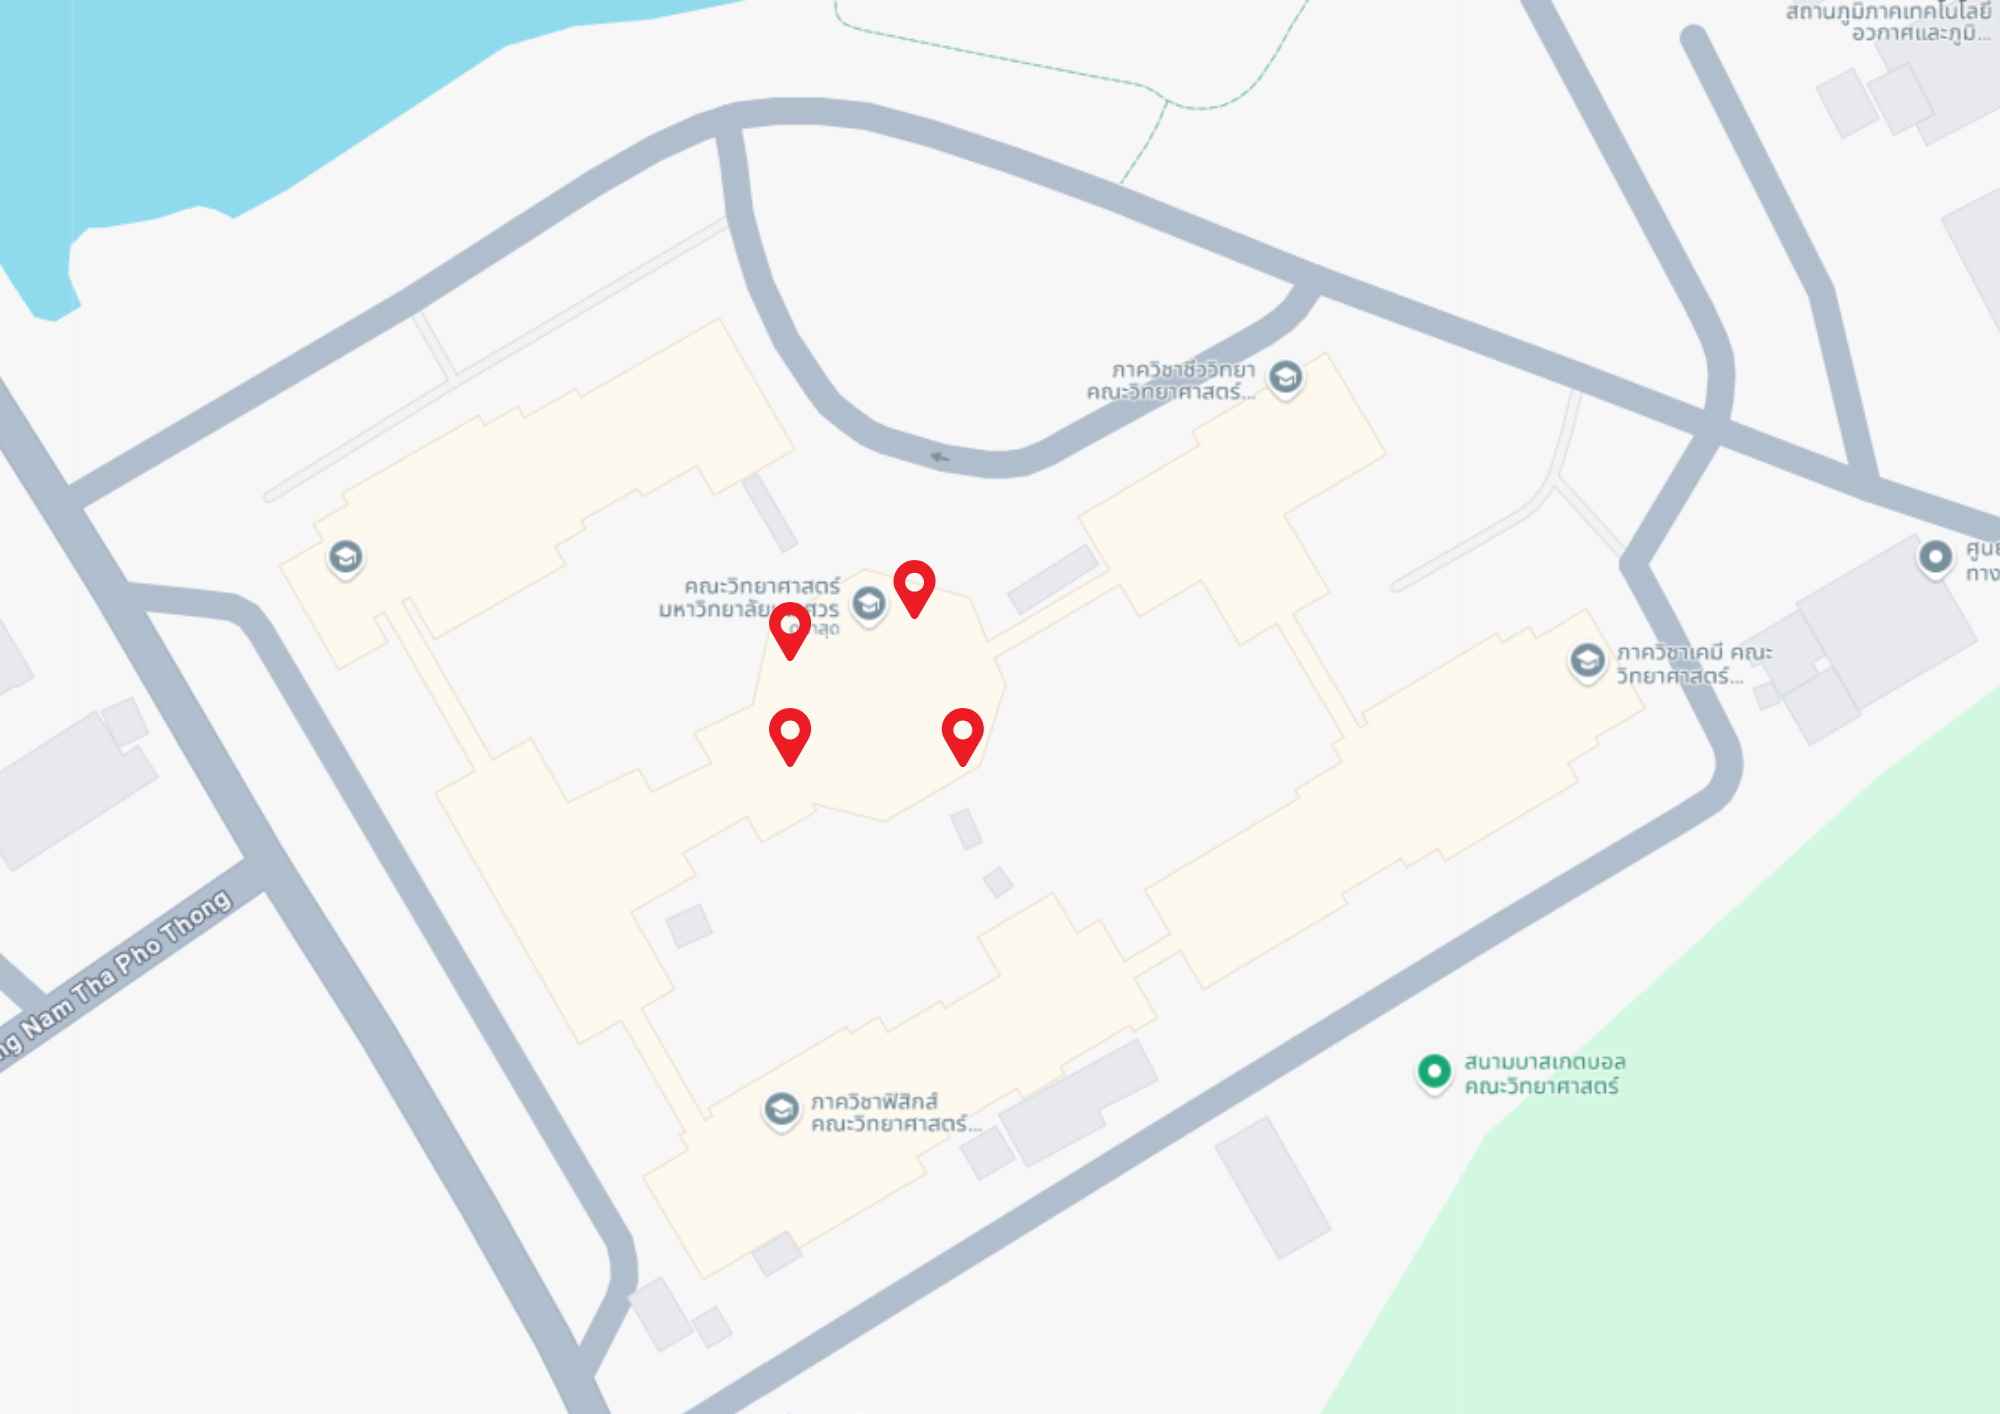 สถานภูมิภาคเทคโนโลยี
อวกาศและภูมิ...
ภาควิชาชีววิทยา
คณะวิทยาศาสตร์...
ศูนย์
ทาง
คณะวิทยาศาสตร์
มหาวิทยาลัยนเรศวร
ล่าสุด
ภาควิชาเคมี คณะ
วิทยาศาสตร์...
ng Nam Tha Pho Thong
สนามบาสเกตบอล
คณะวิทยาศาสตร์
ภาควิชาฟิสิกส์
คณะวิทยาศาสตร์...